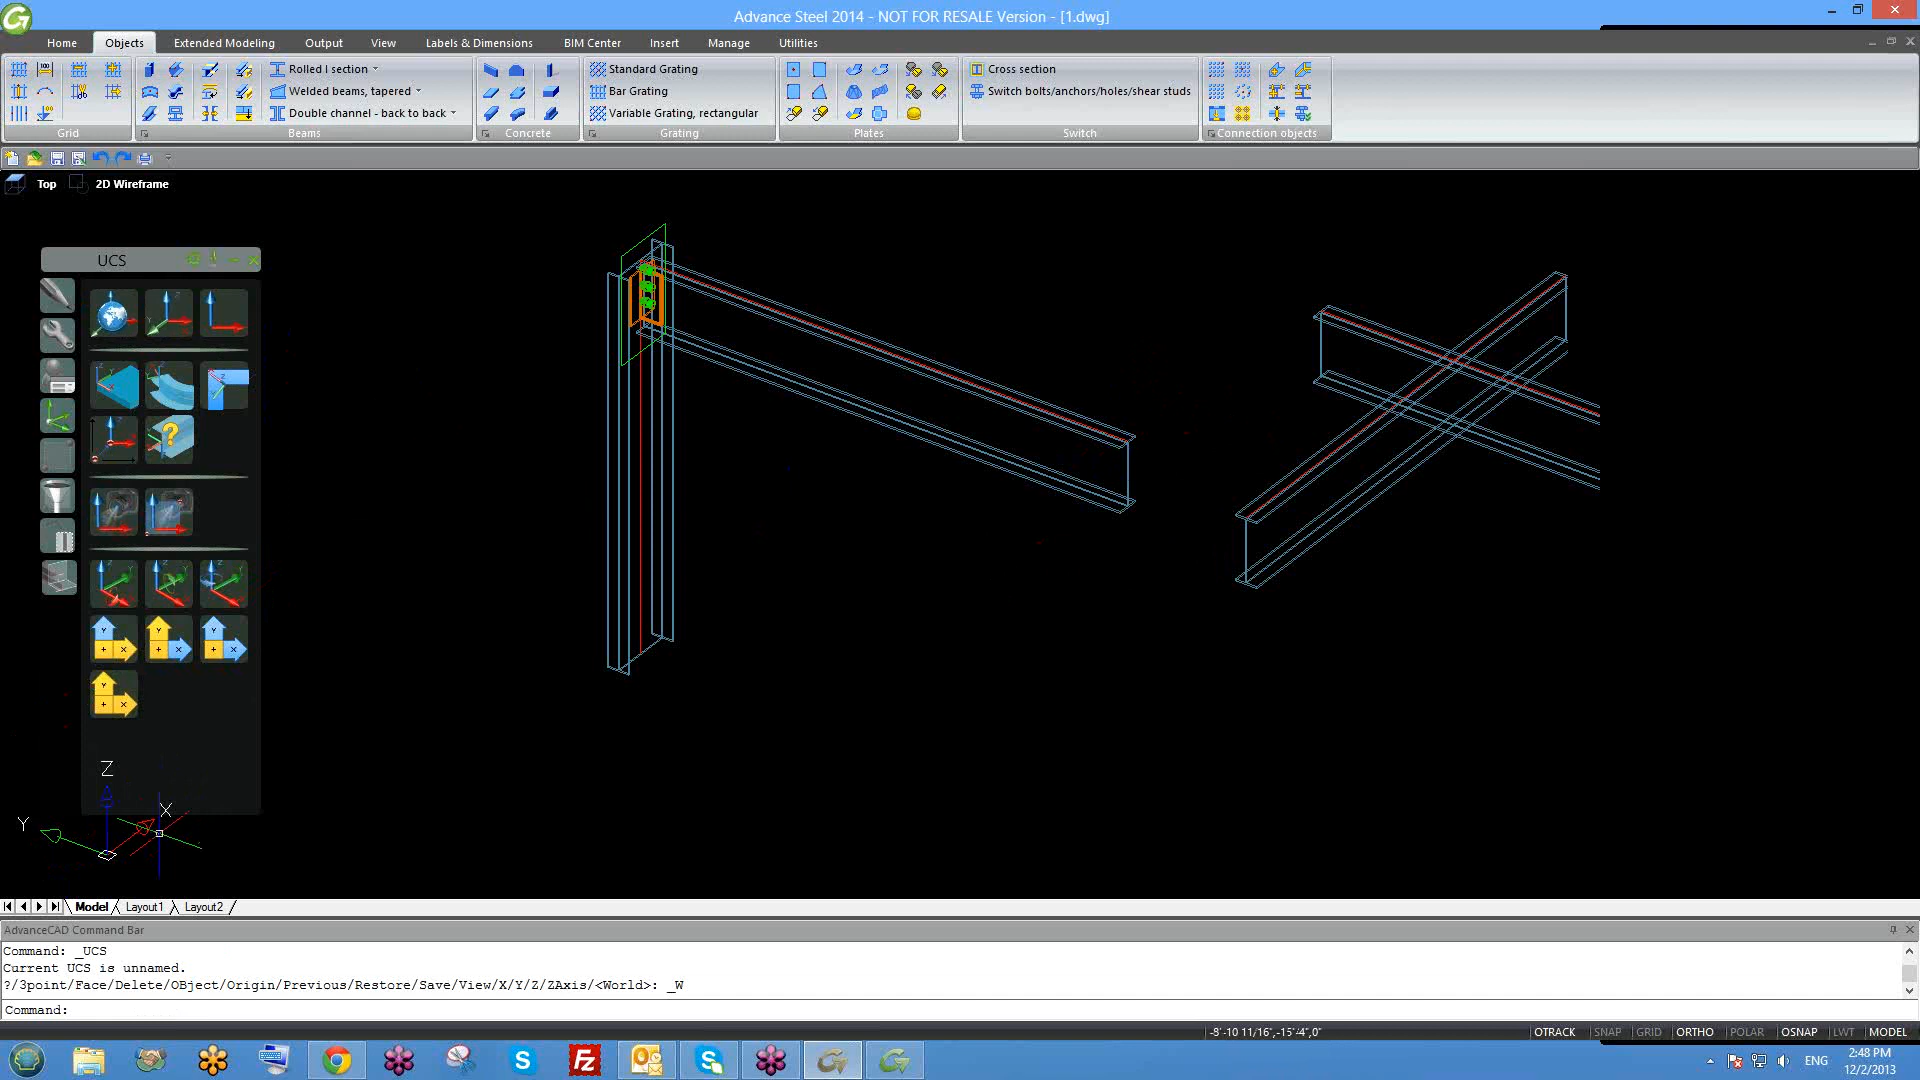 Advance Steel 2014 - NOT FOR RESALE Version - [1.dwg]
Home Objects Extended Modeling Output View Labels & Dimensions BIM Center Insert Manage Utilities
Rolled I section
Welded beams, tapered
Double channel - back to back
Standard Grating
Bar Grating
Variable Grating, rectangular
Cross section
Switch bolts/anchors/holes/shear studs
Grid Beams Concrete Grating Plates Switch Connection objects
Top 2D Wireframe
UCS
Z
X
Y
Model Layout1 Layout2
AdvanceCAD Command Bar
Command: _UCS
Current UCS is unnamed.
?/3point/Face/Delete/OBject/Origin/Previous/Restore/Save/View/X/Y/Z/ZAxis/<World>: _W
Command:
-8'-10 11/16",-15'-4",0"
OTRACK SNAP GRID ORTHO POLAR OSNAP LWT MODEL
ENG
2:48 PM
12/2/2013